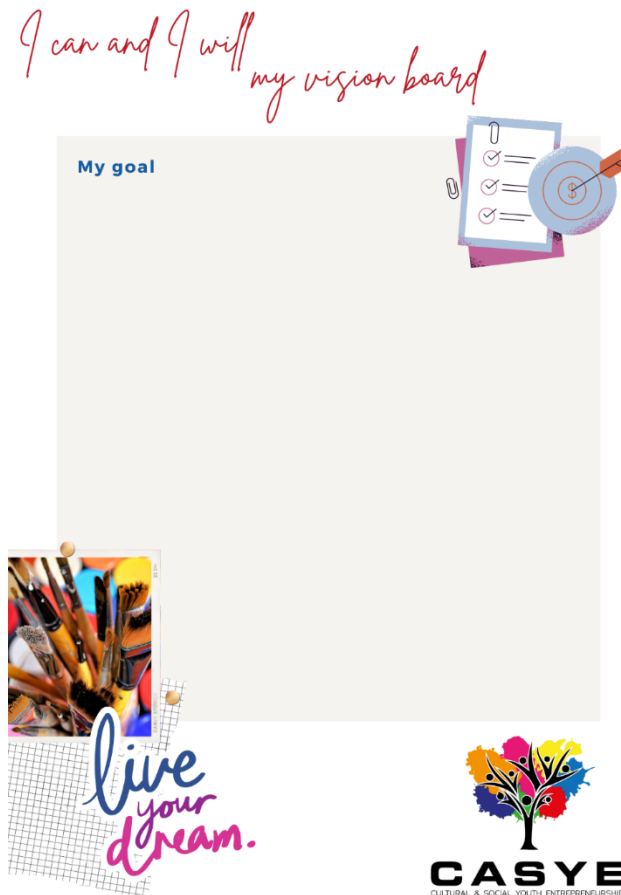 I can and I will
my vision board
My goal
$
live
your
dream.
CASYE
CULTURAL & SOCIAL YOUTH ENTREPRENEURSHIP